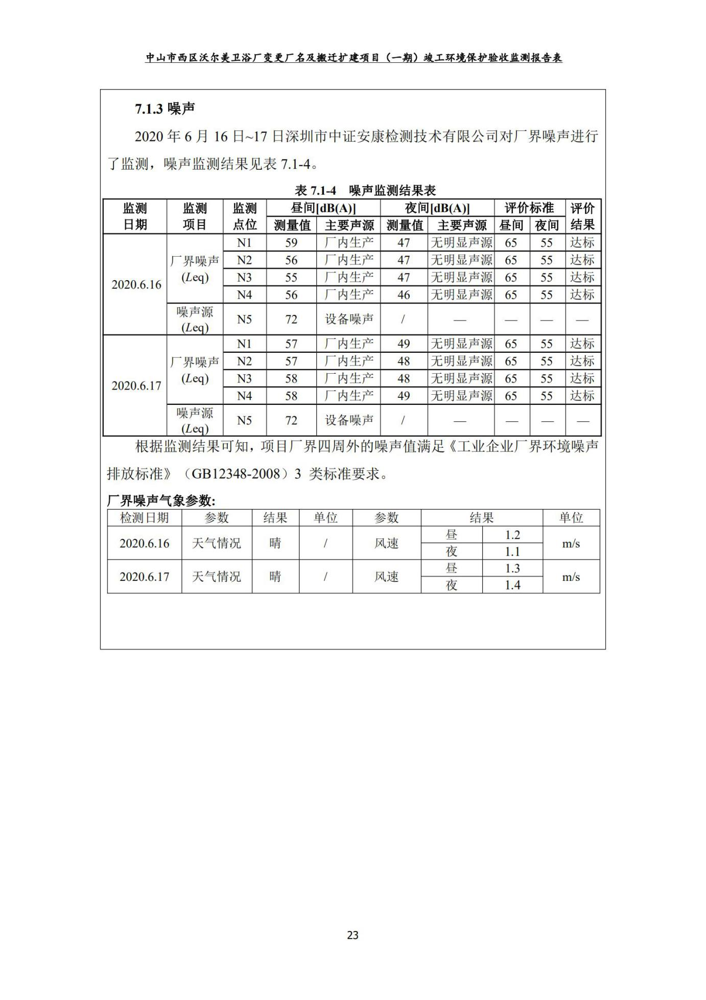 中山市西区沃尔美卫浴厂变更厂名及搬迁扩建项目（一期）竣工环境保护验收监测报告表
7.1.3 噪声
2020 年 6 月 16 日~17 日深圳市中证安康检测技术有限公司对厂界噪声进行
了监测，噪声监测结果见表 7.1-4。
表 7.1-4 噪声监测结果表
监测日期 监测项目 监测点位 昼间[dB(A)] 夜间[dB(A)] 评价标准 评价结果
测量值 主要声源 测量值 主要声源 昼间 夜间
2020.6.16 厂界噪声(Leq) N1 59 厂内生产 47 无明显声源 65 55 达标
N2 56 厂内生产 47 无明显声源 65 55 达标
N3 55 厂内生产 47 无明显声源 65 55 达标
N4 56 厂内生产 46 无明显声源 65 55 达标
噪声源(Leq) N5 72 设备噪声 / — — — —
2020.6.17 厂界噪声(Leq) N1 57 厂内生产 49 无明显声源 65 55 达标
N2 57 厂内生产 48 无明显声源 65 55 达标
N3 58 厂内生产 48 无明显声源 65 55 达标
N4 58 厂内生产 49 无明显声源 65 55 达标
噪声源(Leq) N5 72 设备噪声 / — — — —
根据监测结果可知，项目厂界四周外的噪声值满足《工业企业厂界环境噪声
排放标准》（GB12348-2008）3 类标准要求。
厂界噪声气象参数:
检测日期 参数 结果 单位 参数 结果 单位
2020.6.16 天气情况 晴 / 风速 昼 1.2 m/s
夜 1.1
2020.6.17 天气情况 晴 / 风速 昼 1.3 m/s
夜 1.4
23